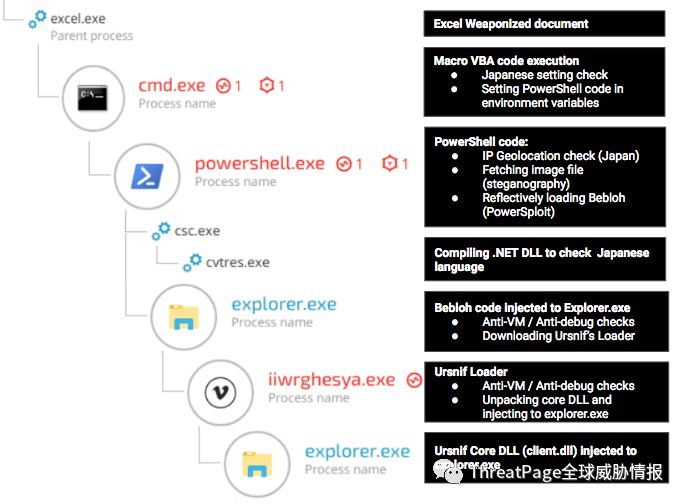 excel.exe
Parent process
cmd.exe 1 1
Process name
powershell.exe 1 1
Process name
csc.exe
cvtres.exe
explorer.exe
Process name
iiwrghesya.exe
Process name
explorer.exe
Process name
Excel Weaponized document
Macro VBA code execution
● Japanese setting check
● Setting PowerShell code in
environment variables
PowerShell code:
● IP Geolocation check (Japan)
● Fetching image file
(steganography)
● Reflectively loading Bebloh
(PowerSploit)
Compiling .NET DLL to check Japanese
language
Bebloh code injected to Explorer.exe
● Anti-VM / Anti-debug checks
● Downloading Ursnif's Loader
Ursnif Loader
● Anti-VM / Anti-debug checks
● Unpacking core DLL and
injecting to explorer.exe
Ursnif Core DLL (client.dll) injected to
explorer.exe
ThreatPage全球威胁情报